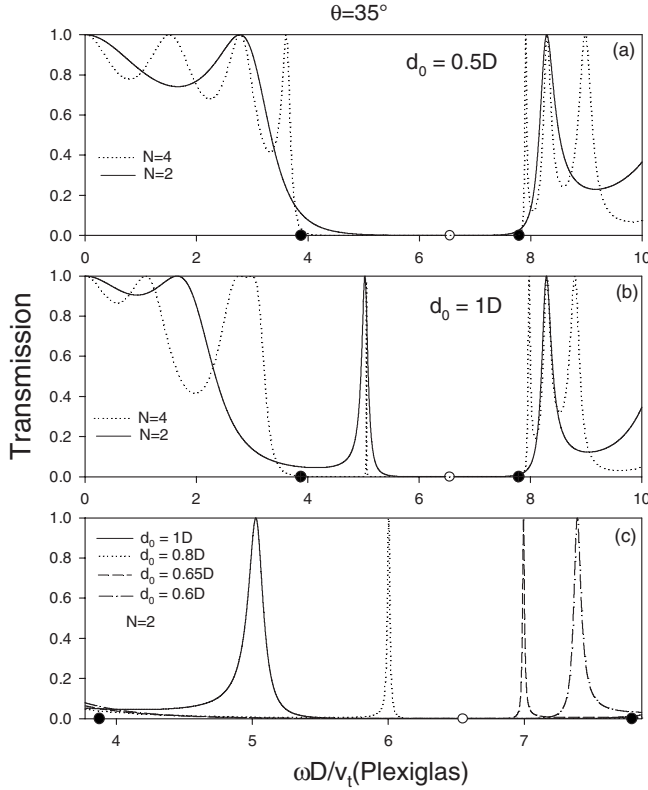 θ=35°
Transmission
1.0
0.8
0.6
0.4
0.2
0.0
(a)
d₀ = 0.5D
N=4
N=2
0
2
4
6
8
10
1.0
0.8
0.6
0.4
0.2
0.0
(b)
d₀ = 1D
N=4
N=2
0
2
4
6
8
10
1.0
0.8
0.6
0.4
0.2
0.0
(c)
d₀ = 1D
d₀ = 0.8D
d₀ = 0.65D
d₀ = 0.6D
N=2
4
5
6
7
ωD/vₜ(Plexiglas)